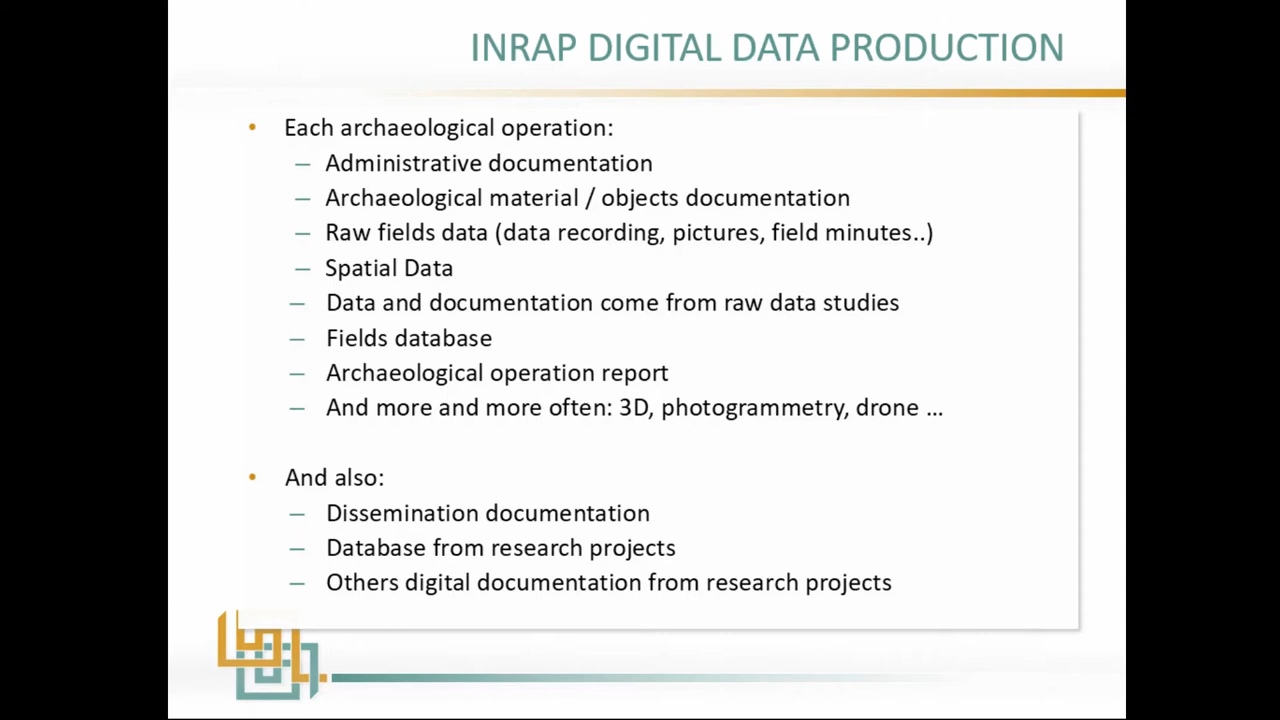 INRAP DIGITAL DATA PRODUCTION
• Each archaeological operation:
– Administrative documentation
– Archaeological material / objects documentation
– Raw fields data (data recording, pictures, field minutes..)
– Spatial Data
– Data and documentation come from raw data studies
– Fields database
– Archaeological operation report
– And more and more often: 3D, photogrammetry, drone …
• And also:
– Dissemination documentation
– Database from research projects
– Others digital documentation from research projects